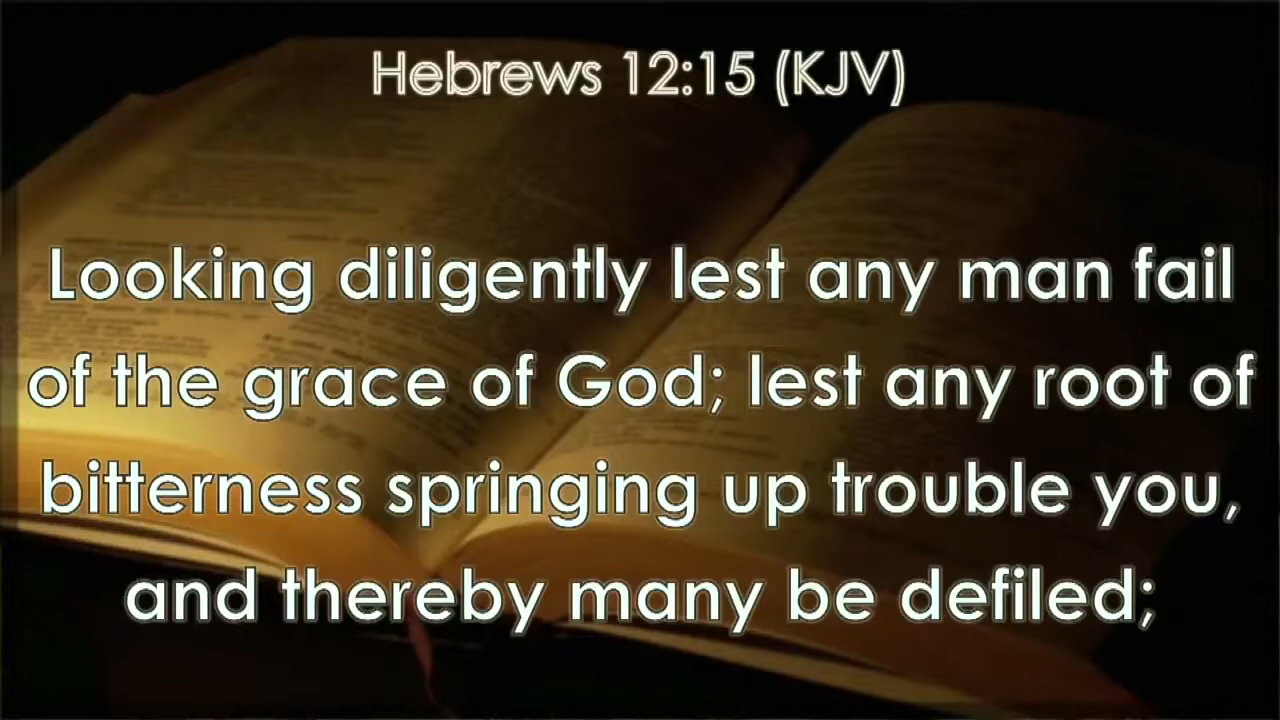 Hebrews 12:15 (KJV)
Looking diligently lest any man fail
of the grace of God; lest any root of
bitterness springing up trouble you,
and thereby many be defiled;